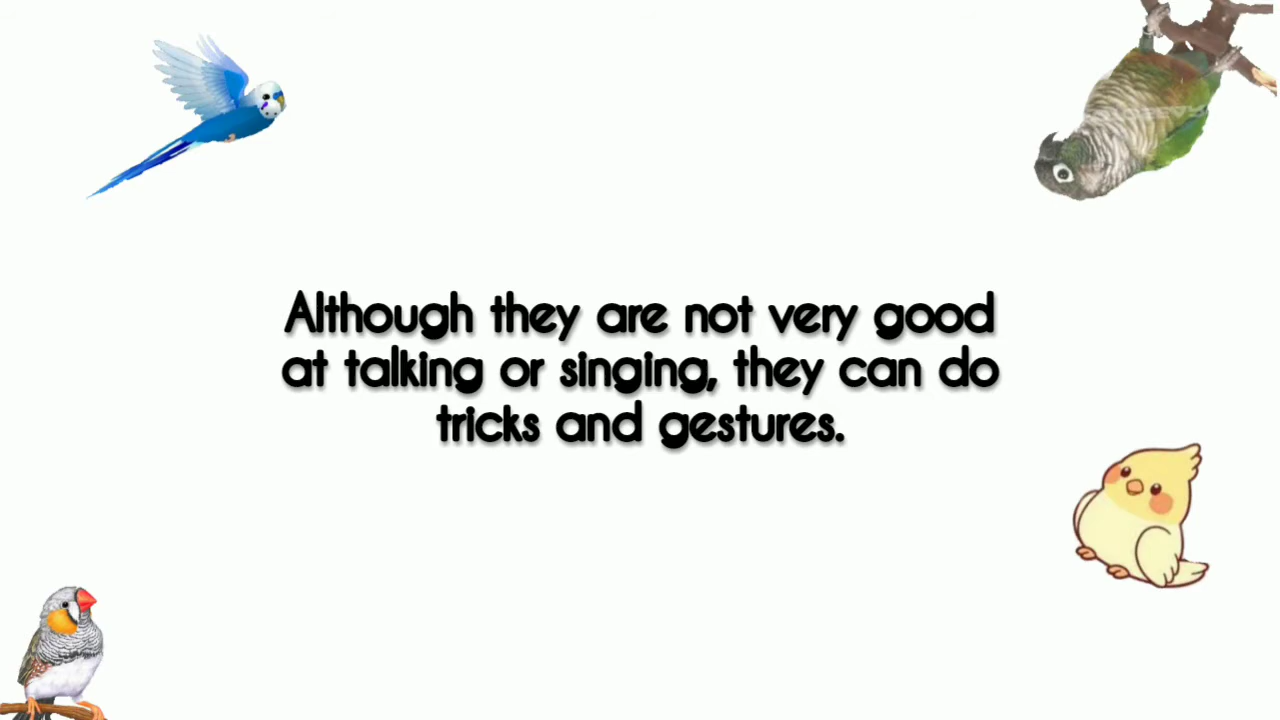 Although they are not very good
at talking or singing, they can do
tricks and gestures.